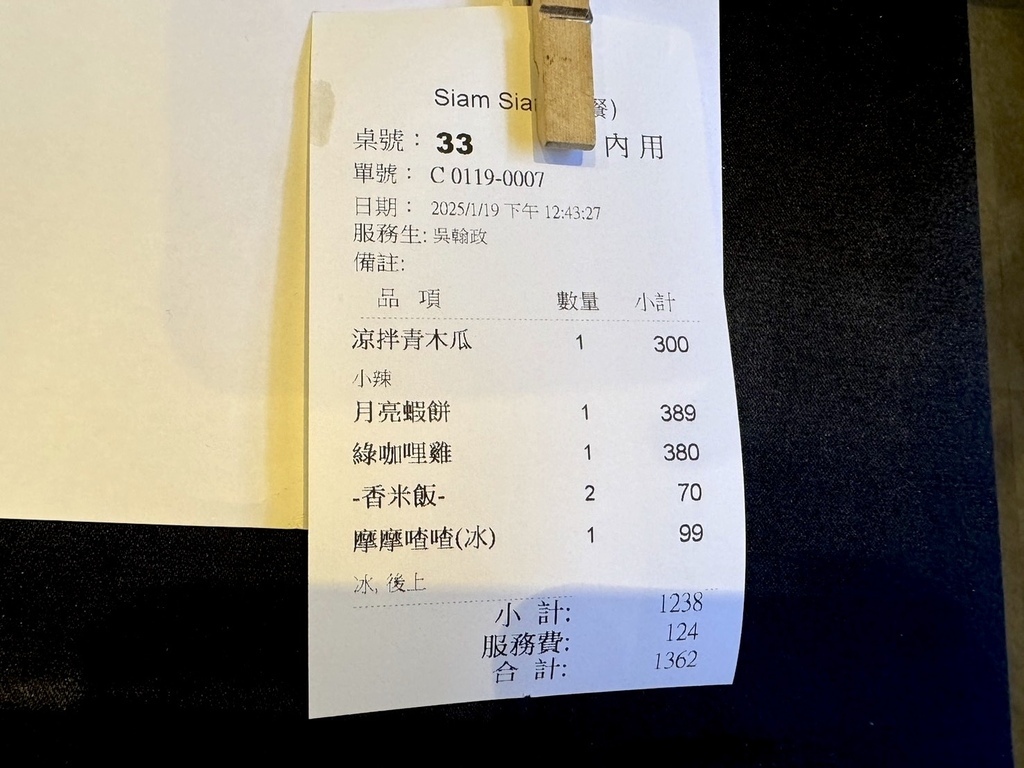 Siam 餐)
桌號： 33 內用
單號： C 0119-0007
日期： 2025/1/19 下午 12:43:27
服務生: 吳翰政
備註:
品 項 數量 小計
涼拌青木瓜 1 300
小辣
月亮蝦餅 1 389
綠咖哩雞 1 380
-香米飯- 2 70
摩摩喳喳(冰) 1 99
冰, 後上
小 計: 1238
服務費: 124
合 計: 1362